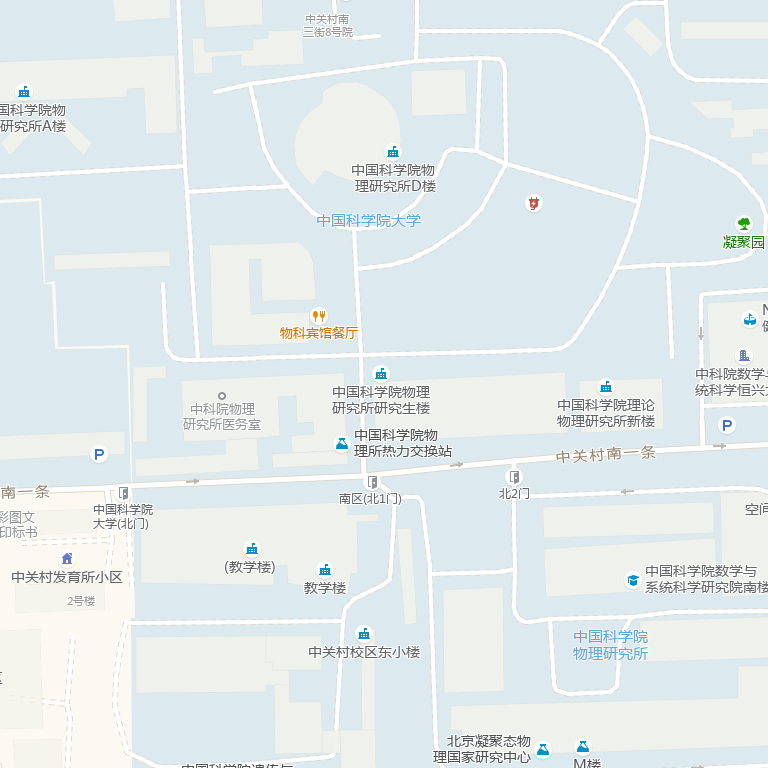 中关村南
三街8号院
国科学院物
研究所A楼
中国科学院物
理研究所D楼
中国科学院大学
凝聚园
物科宾馆餐厅
N
健
中科院数学与
统科学恒兴大
中国科学院物理
研究所研究生楼
中国科学院理论
物理研究所新楼
中科院物理
研究所医务室
P
中国科学院物
理所热力交换站
P
中关村南一条
南一条
南区(北1门)
北2门
中国科学院
大学(北门)
彩图文
印标书
空间
(教学楼)
教学楼
中关村发育所小区
2号楼
中国科学院数学与
系统科学研究院南楼
中国科学院
物理研究所
中关村校区东小楼
区
北京凝聚态物
理国家研究中心
M楼
中国科学院遗传与